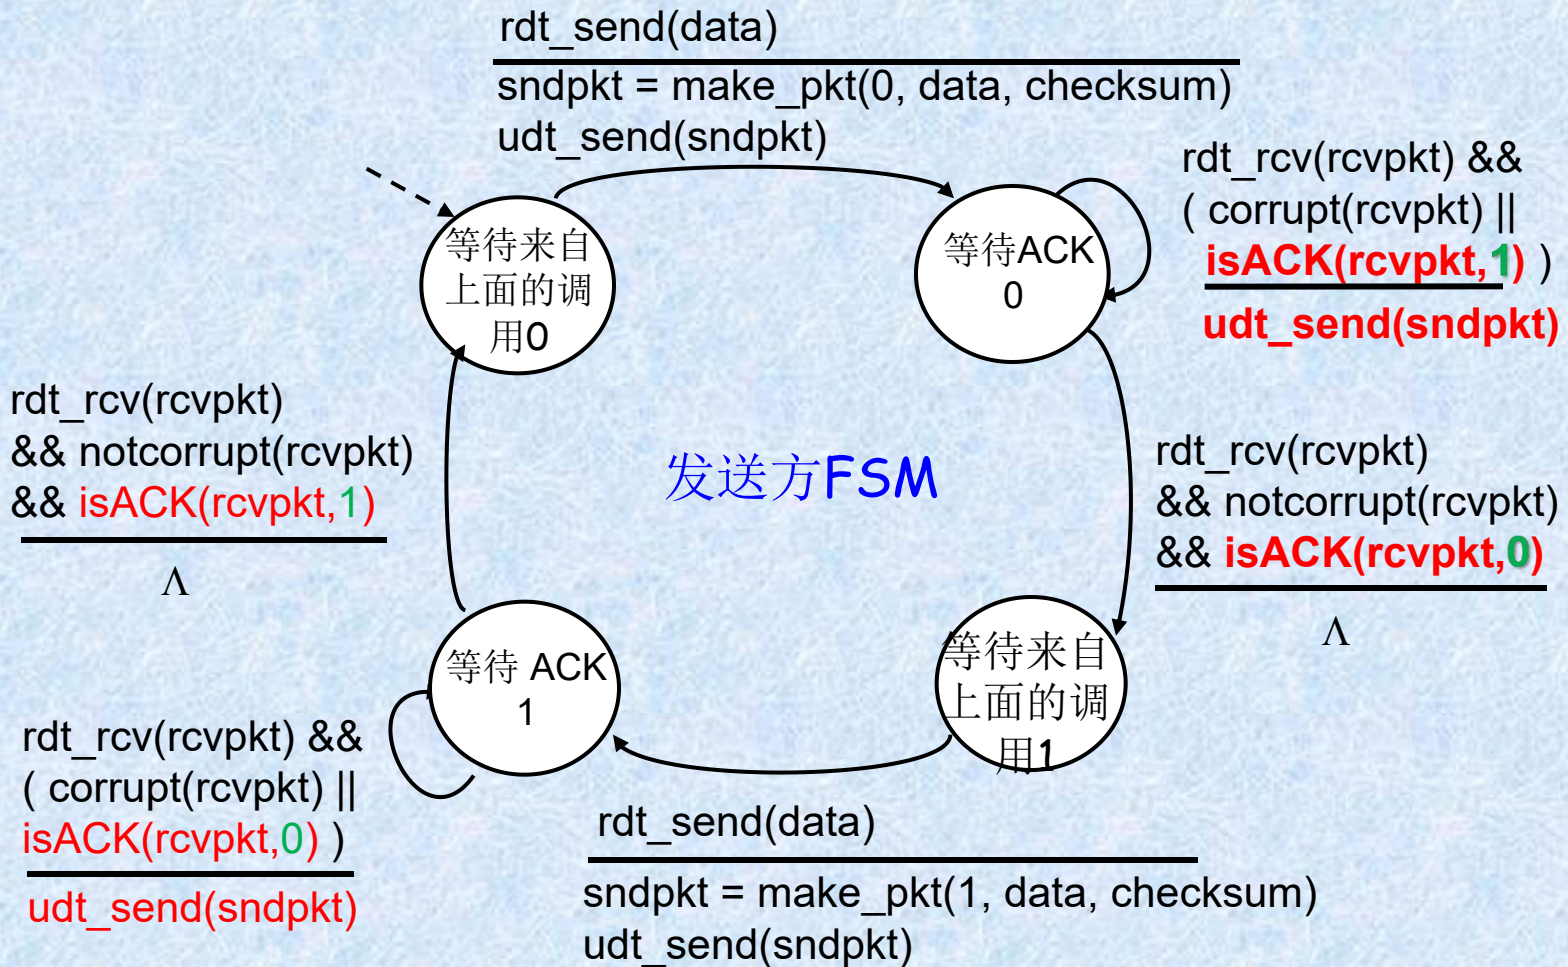 rdt_send(data)
sndpkt = make_pkt(0, data, checksum)
udt_send(sndpkt)
rdt_rcv(rcvpkt) &&
( corrupt(rcvpkt) ||
isACK(rcvpkt,1) )
udt_send(sndpkt)
等待来自
上面的调
用0
等待ACK
0
rdt_rcv(rcvpkt)
&& notcorrupt(rcvpkt)
&& isACK(rcvpkt,1)
Λ
发送方FSM
rdt_rcv(rcvpkt)
&& notcorrupt(rcvpkt)
&& isACK(rcvpkt,0)
Λ
等待 ACK
1
等待来自
上面的调
用1
rdt_rcv(rcvpkt) &&
( corrupt(rcvpkt) ||
isACK(rcvpkt,0) )
udt_send(sndpkt)
rdt_send(data)
sndpkt = make_pkt(1, data, checksum)
udt_send(sndpkt)